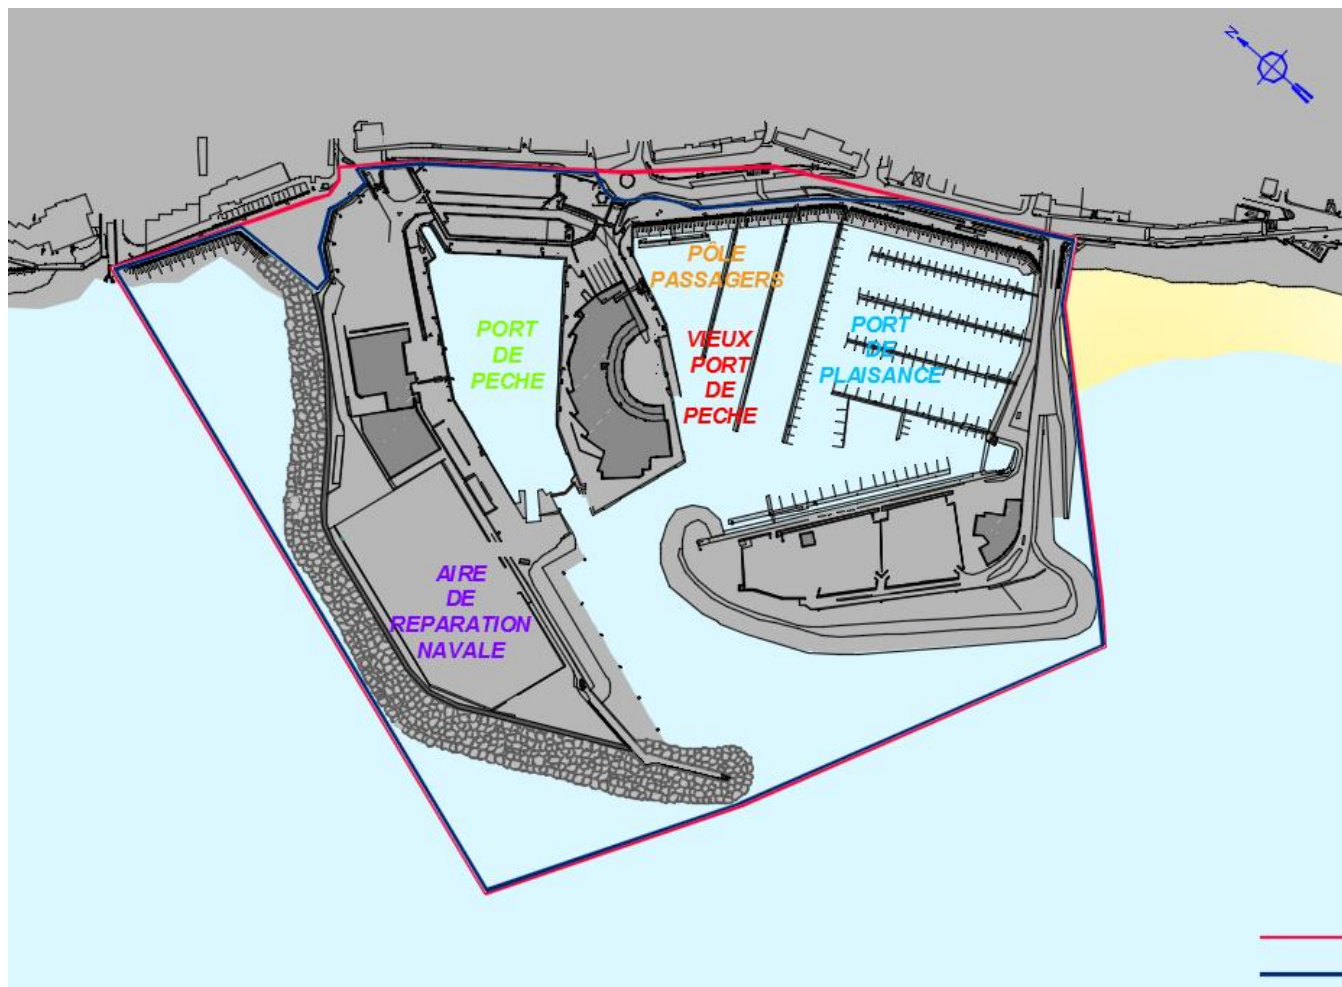 N
PÔLE
PASSAGERS
PORT
DE
PECHE
VIEUX
PORT
DE
PECHE
PORT
DE
PLAISANCE
AIRE
DE
REPARATION
NAVALE